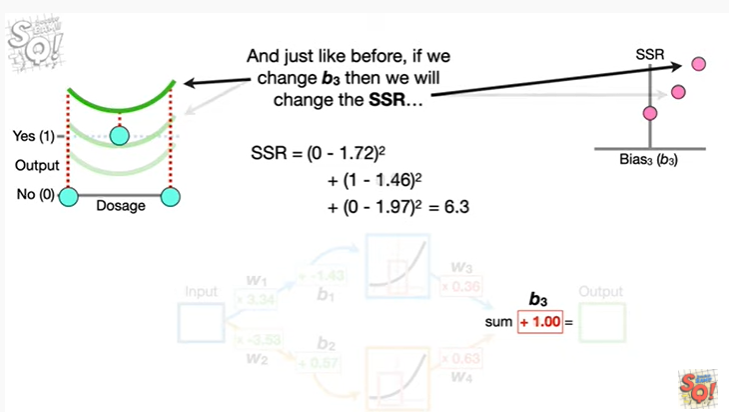 STATQUEST
SQ!
And just like before, if we
change b₃ then we will
change the SSR...
SSR
Yes (1)
Output
No (0)
Dosage
Bias₃ (b₃)
SSR = (0 - 1.72)²
+ (1 - 1.46)²
+ (0 - 1.97)² = 6.3
Input
W₁
× 3.34
+ -1.43
b₁
W₃
× 0.36
b₃
sum + 1.00 =
Output
× -3.53
W₂
b₂
+ 0.57
× 0.63
W₄
SQ!